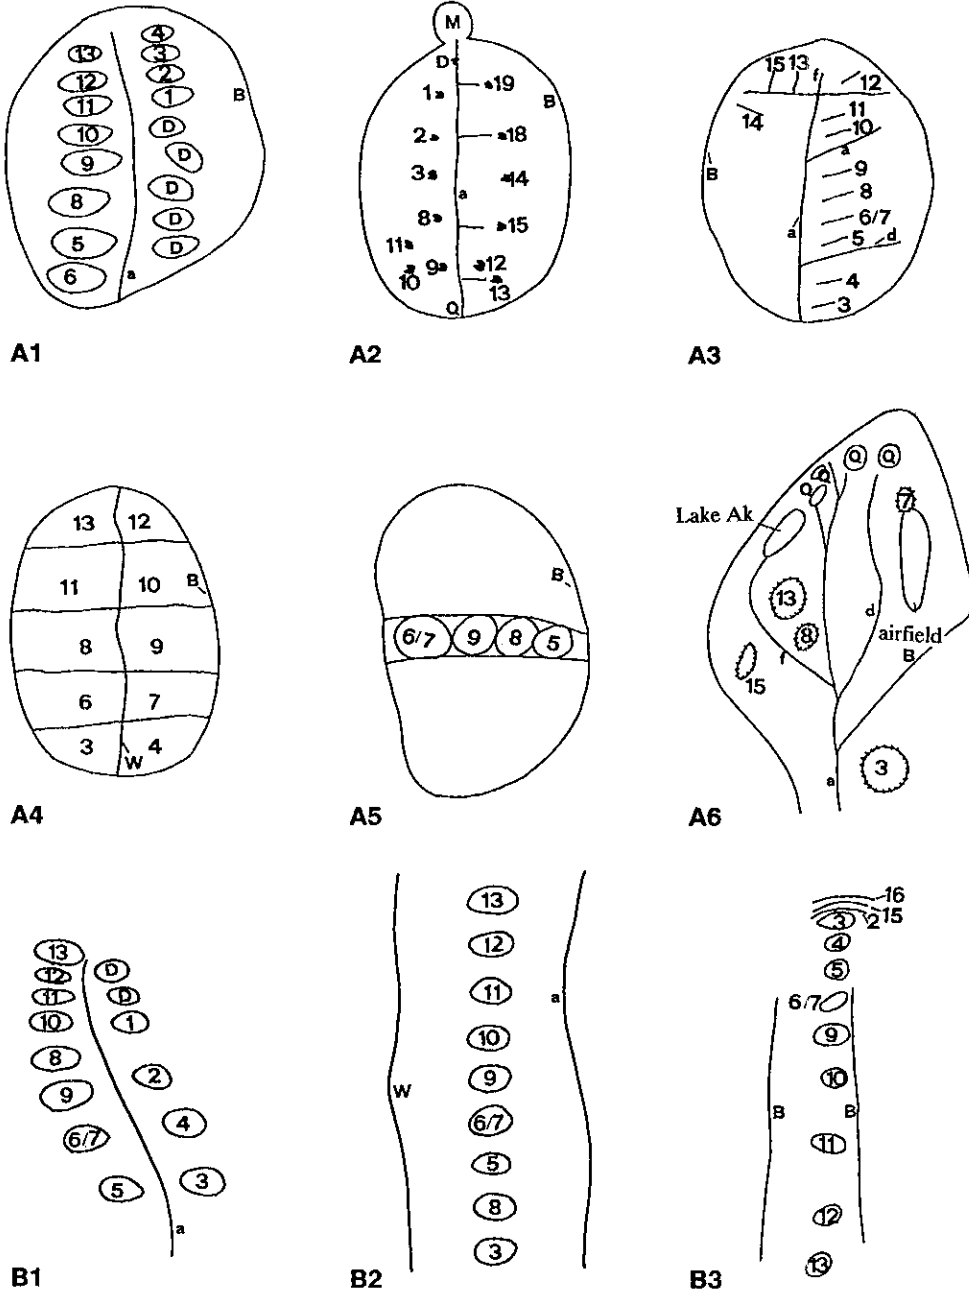 13 4
12 3
11 2
10 1
9 D
8 D
5 D
6 D
D
B
a
A1
M
D
1 19
B
2 18
3 14
a
8 15
11 9 12
10 13
Q
A2
15 13 f 12
14 11
10
a
B 9
8
a 6/7
5 d
4
3
A3
13 12
11 10 B
8 9
6 7
3 4
W
A4
B
6/7 9 8 5
A5
Q Q Q Q
Lake Ak
7
13
d
8 airfield
f B
15
3
a
A6
13
12 D
11 D
10 1
8
9 2
6/7 4
5 3
a
B1
13
12
11 a
10
W 9
6/7
5
8
3
B2
16
15
3 2
4
5
6/7
9
10
B B
11
12
13
B3